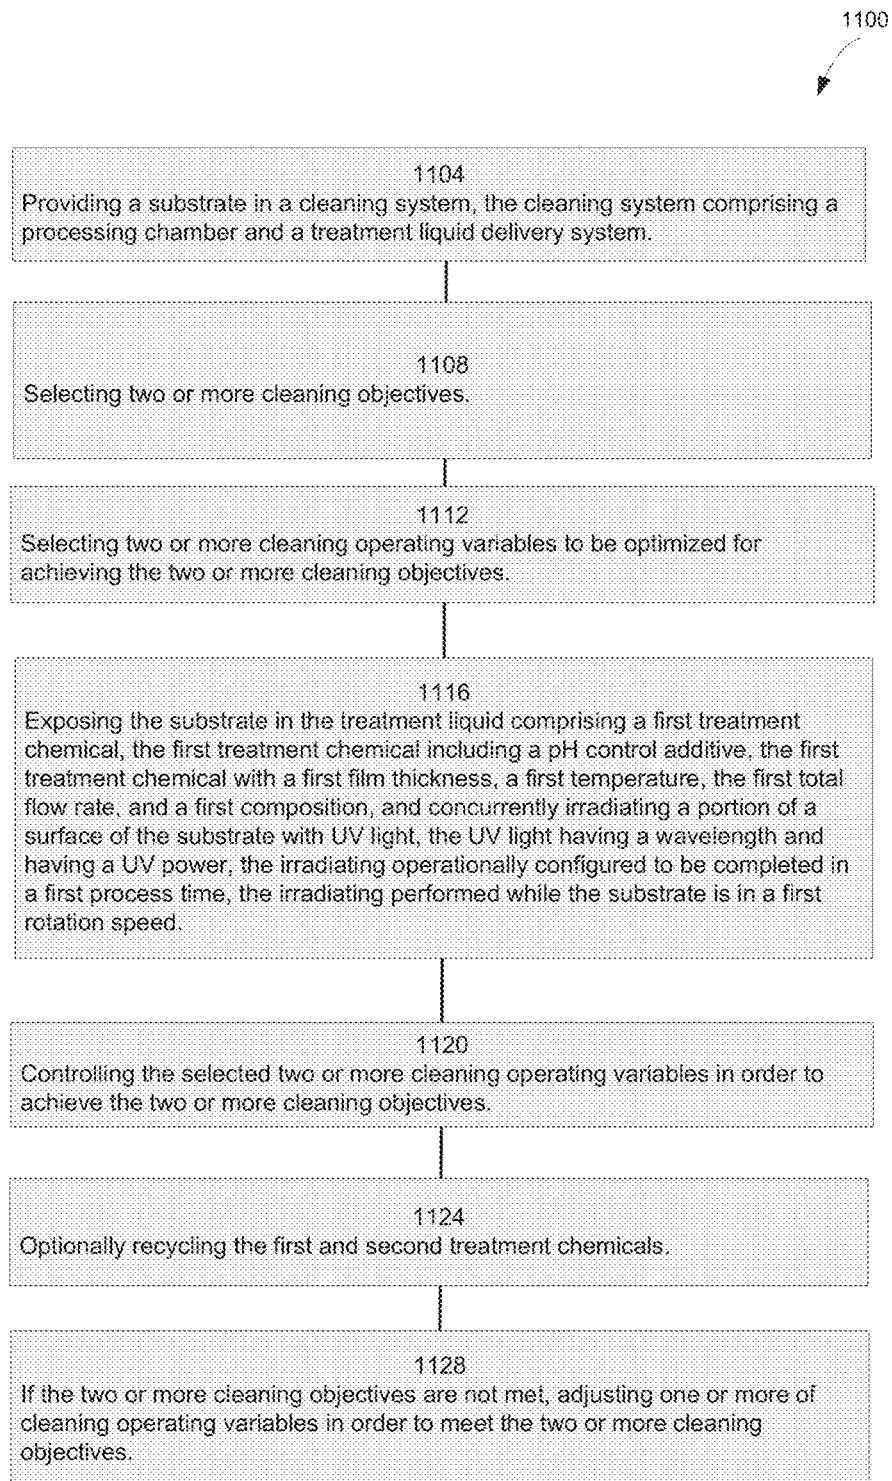 1100
1104
Providing a substrate in a cleaning system, the cleaning system comprising a
processing chamber and a treatment liquid delivery system.
1108
Selecting two or more cleaning objectives.
1112
Selecting two or more cleaning operating variables to be optimized for
achieving the two or more cleaning objectives.
1116
Exposing the substrate in the treatment liquid comprising a first treatment
chemical, the first treatment chemical including a pH control additive, the first
treatment chemical with a first film thickness, a first temperature, the first total
flow rate, and a first composition, and concurrently irradiating a portion of a
surface of the substrate with UV light, the UV light having a wavelength and
having a UV power, the irradiating operationally configured to be completed in
a first process time, the irradiating performed while the substrate is in a first
rotation speed.
1120
Controlling the selected two or more cleaning operating variables in order to
achieve the two or more cleaning objectives.
1124
Optionally recycling the first and second treatment chemicals.
1128
If the two or more cleaning objectives are not met, adjusting one or more of
cleaning operating variables in order to meet the two or more cleaning
objectives.